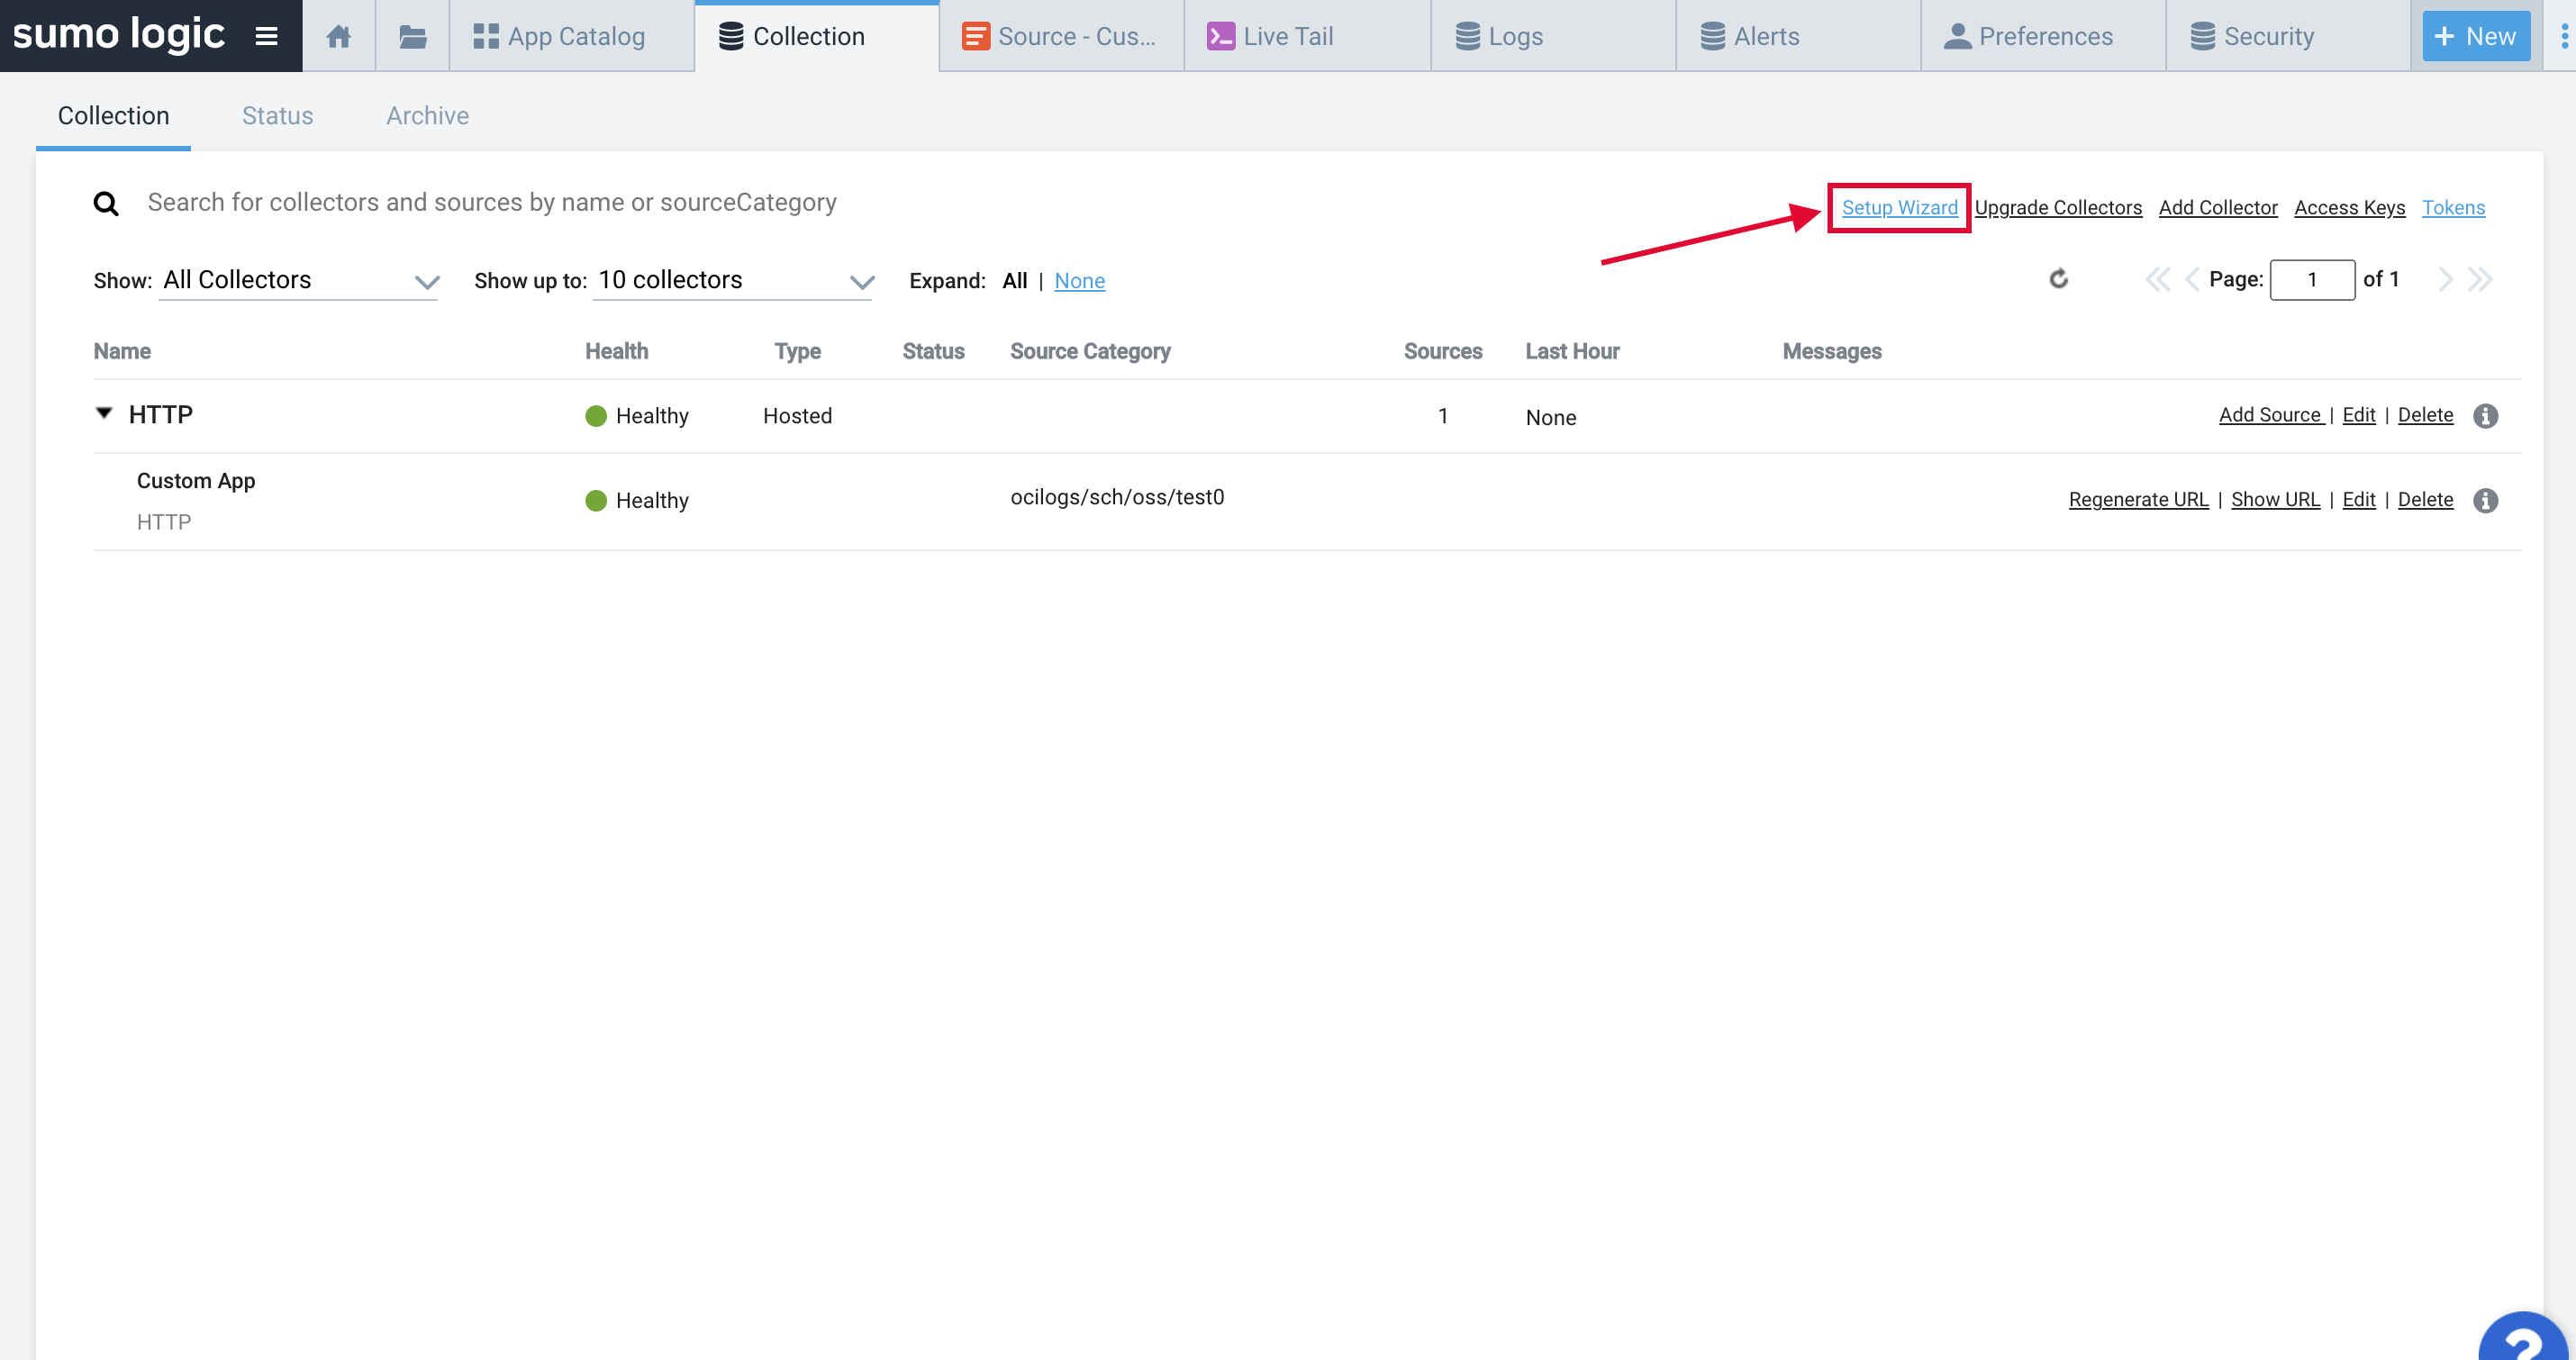 sumo logic
App Catalog
Collection
Source - Cus...
Live Tail
Logs
Alerts
Preferences
Security
+ New
Collection
Status
Archive
Search for collectors and sources by name or sourceCategory
Setup Wizard Upgrade Collectors Add Collector Access Keys Tokens
Show: All Collectors Show up to: 10 collectors Expand: All | None
Page: 1 of 1
Name Health Type Status Source Category Sources Last Hour Messages
HTTP Healthy Hosted 1 None Add Source | Edit | Delete
Custom App
HTTP
Healthy ocilogs/sch/oss/test0 Regenerate URL | Show URL | Edit | Delete
?